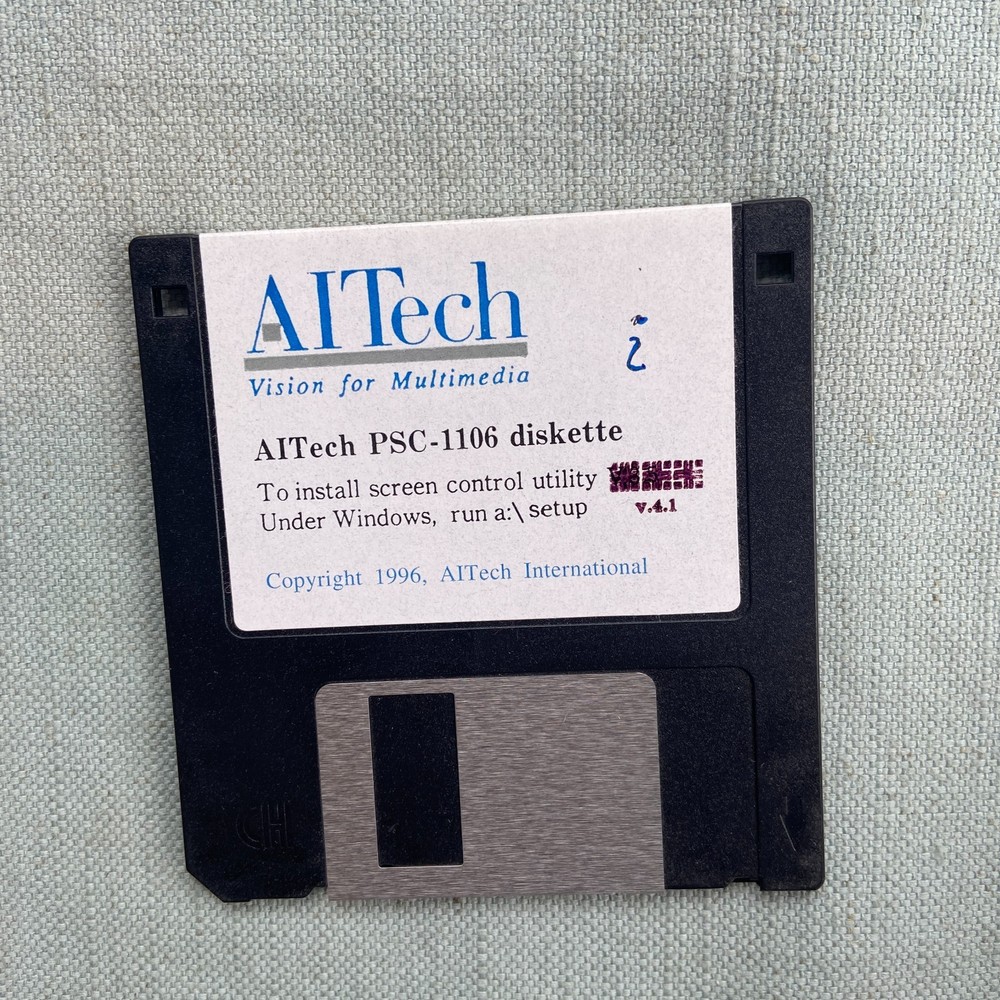 AITech
Vision for Multimedia
AITech PSC-1106 diskette
To install screen control utility
Under Windows, run a:\ setup
v.4.1
Copyright 1996, AITech International